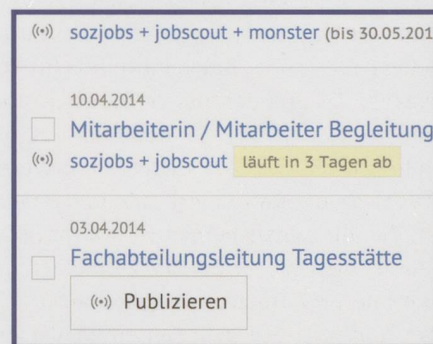 sozjobs + jobscout + monster (bis 30.05.201
10.04.2014
Mitarbeiterin / Mitarbeiter Begleitung
sozjobs + jobscout läuft in 3 Tagen ab
03.04.2014
Fachabteilungsleitung Tagesstätte
Publizieren